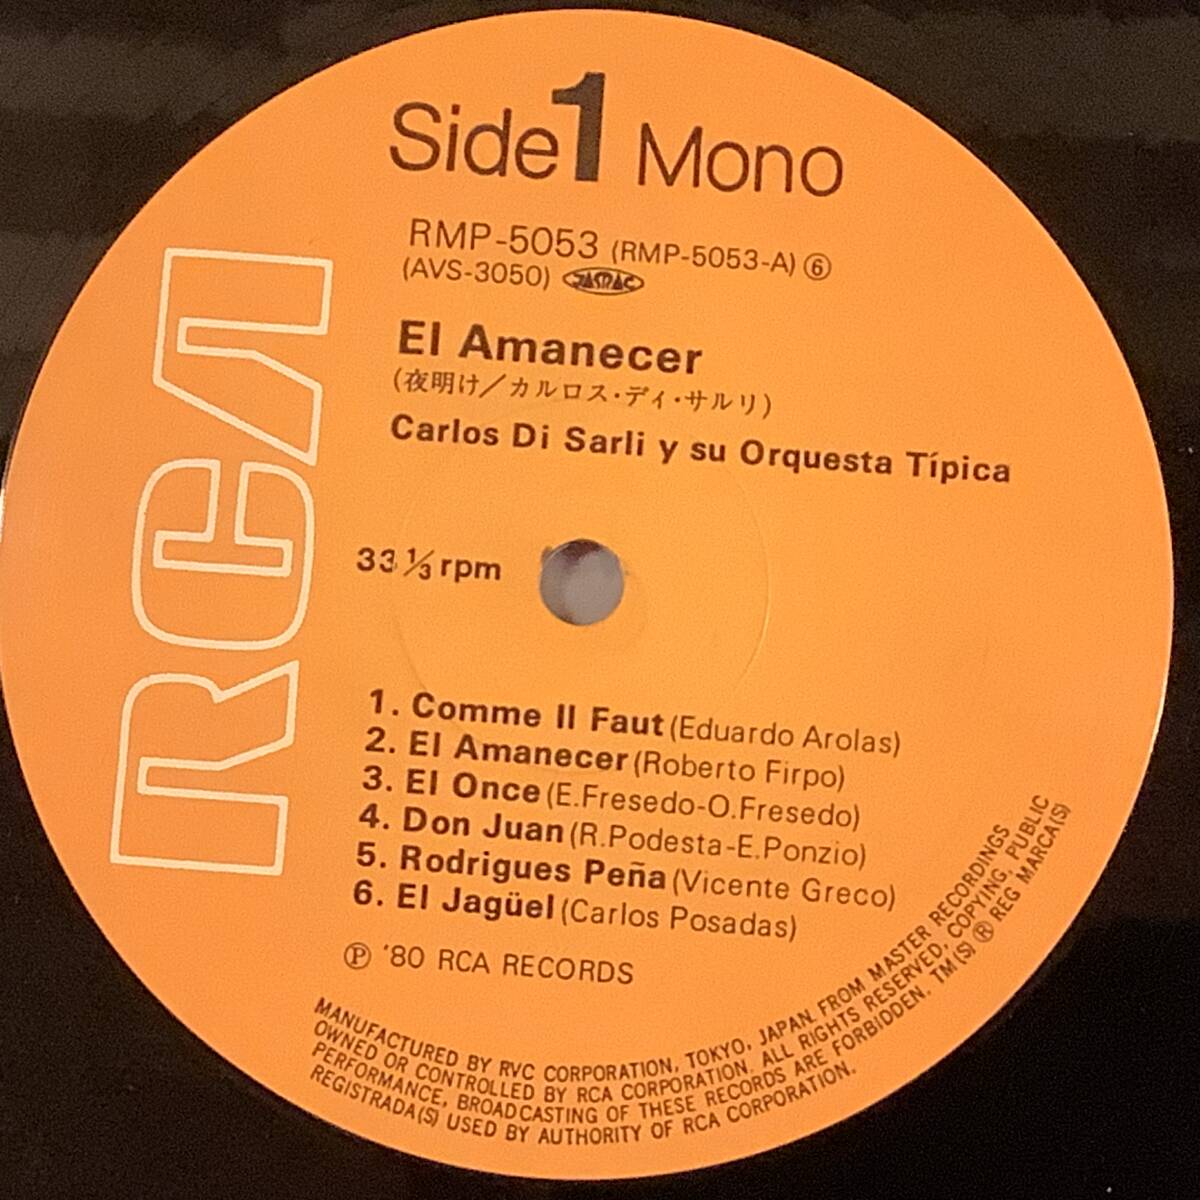 Side 1 Mono
RMP-5053 (RMP-5053-A) ⑥
(AVS-3050) JASRAC
El Amanecer
(夜明け/カルロス・ディ・サルリ)
Carlos Di Sarli y su Orquesta Típica
RCA
33 ⅓ rpm
1. Comme Il Faut (Eduardo Arolas)
2. El Amanecer (Roberto Firpo)
3. El Once (E.Fresedo-O.Fresedo)
4. Don Juan (R.Podesta-E.Ponzio)
5. Rodrigues Peña (Vicente Greco)
6. El Jagüel (Carlos Posadas)
Ⓟ '80 RCA RECORDS
MANUFACTURED BY RVC CORPORATION, TOKYO, JAPAN FROM MASTER RECORDINGS
OWNED OR CONTROLLED BY RCA CORPORATION. ALL RIGHTS RESERVED, COPYING, PUBLIC
PERFORMANCE, BROADCASTING OF THESE RECORDS ARE FORBIDDEN. TM(S) ® REG MARCA(S)
REGISTRADA(S) USED BY AUTHORITY OF RCA CORPORATION.